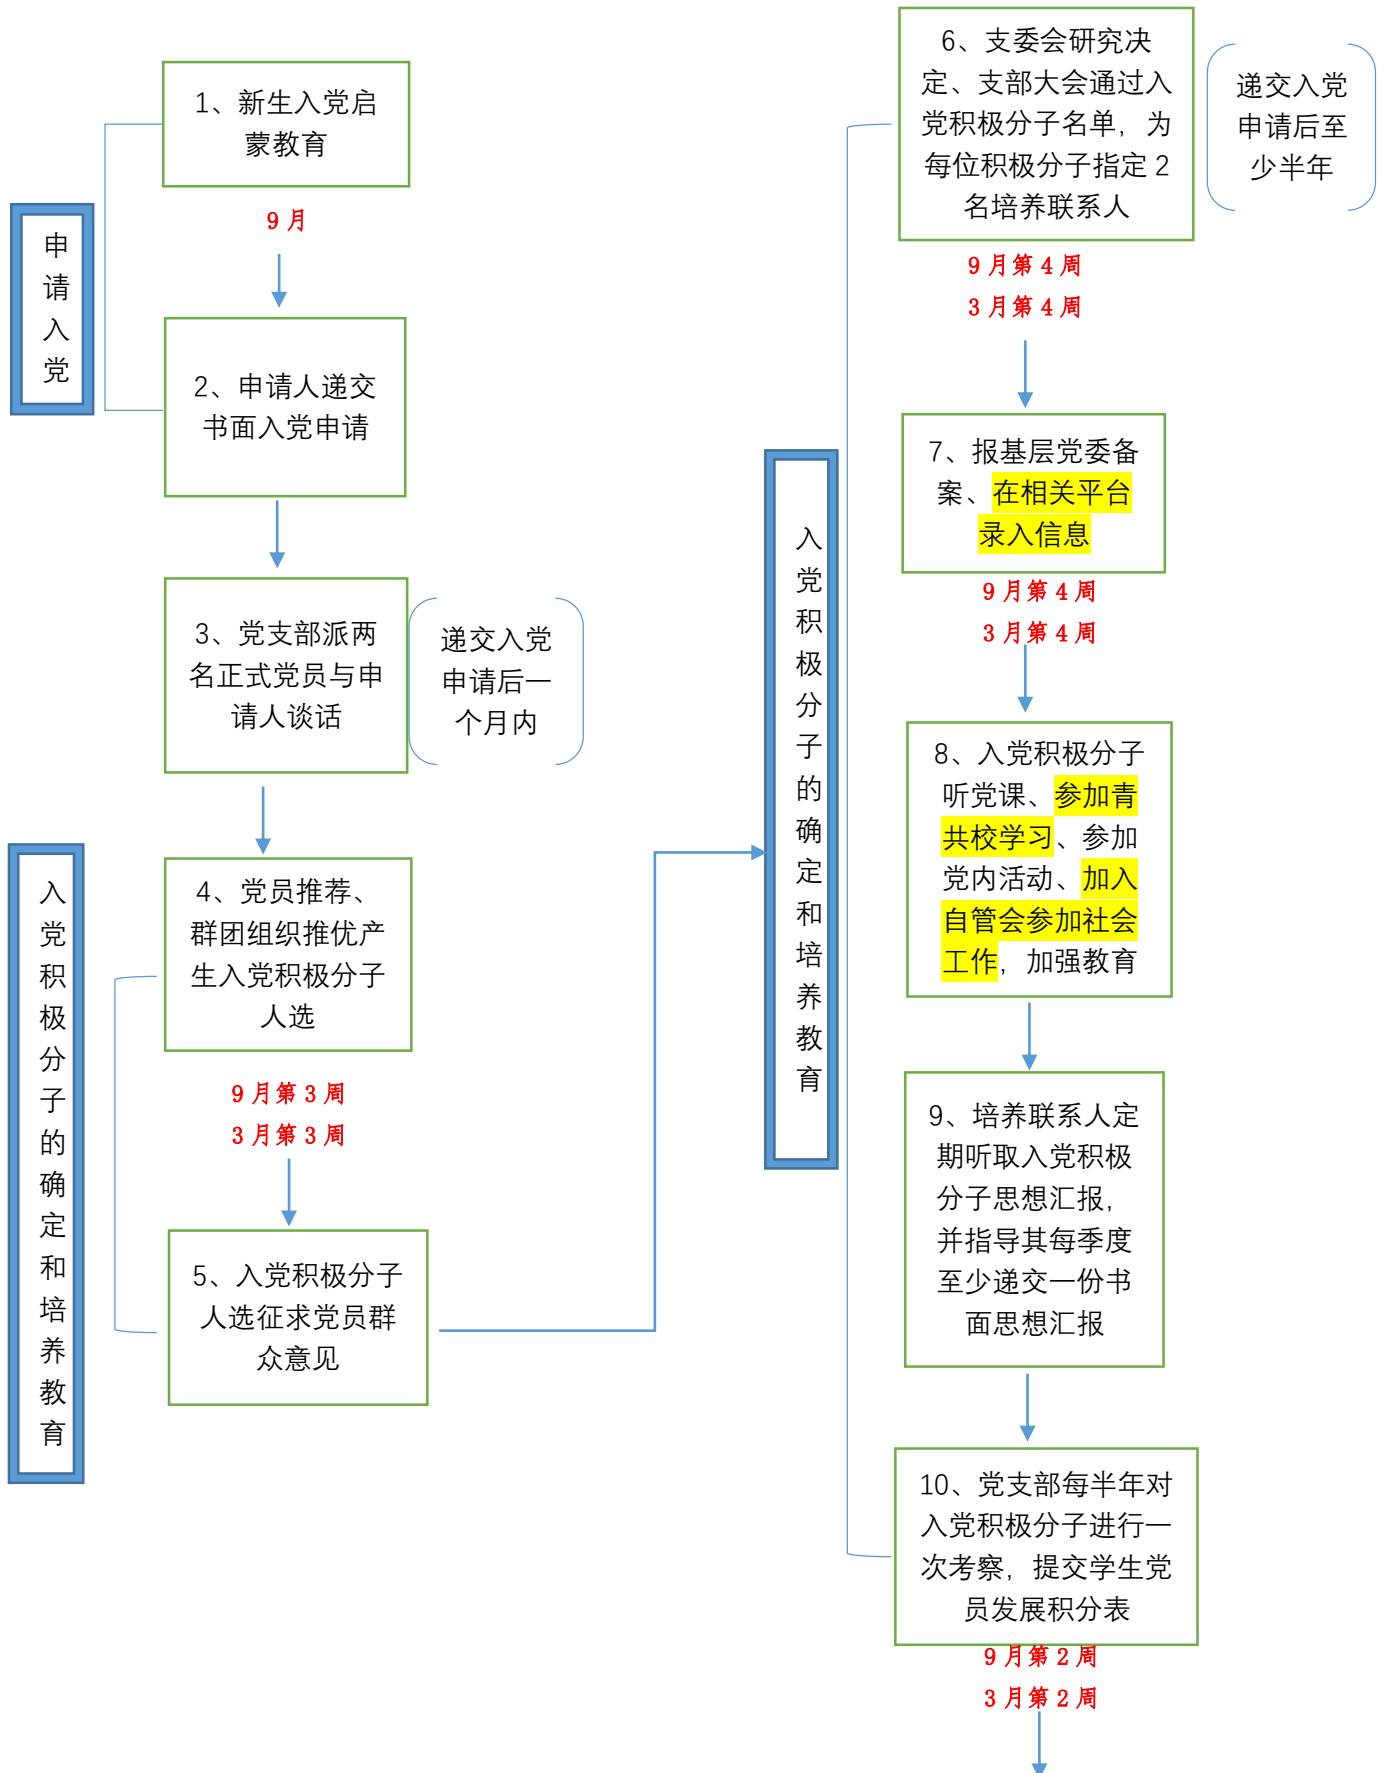 申
请
入
党
1、新生入党启
蒙教育
9 月
2、申请人递交
书面入党申请
3、党支部派两
名正式党员与申
请人谈话
递交入党
申请后一
个月内
入
党
积
极
分
子
的
确
定
和
培
养
教
育
4、党员推荐、
群团组织推优产
生入党积极分子
人选
9 月第 3 周
3 月第 3 周
5、入党积极分子
人选征求党员群
众意见
入
党
积
极
分
子
的
确
定
和
培
养
教
育
6、支委会研究决
定、支部大会通过入
党积极分子名单，为
每位积极分子指定 2
名培养联系人
递交入党
申请后至
少半年
9 月第 4 周
3 月第 4 周
7、报基层党委备
案、在相关平台
录入信息
9 月第 4 周
3 月第 4 周
8、入党积极分子
听党课、参加青
共校学习、参加
党内活动、加入
自管会参加社会
工作，加强教育
9、培养联系人定
期听取入党积极
分子思想汇报，
并指导其每季度
至少递交一份书
面思想汇报
10、党支部每半年对
入党积极分子进行一
次考察，提交学生党
员发展积分表
9 月第 2 周
3 月第 2 周